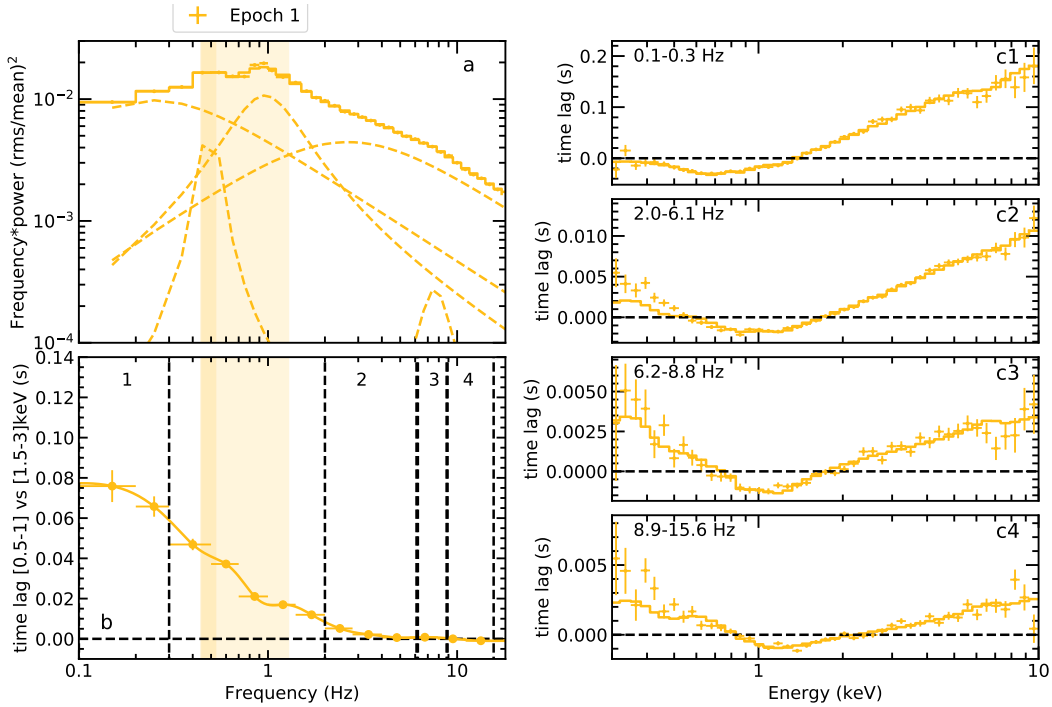 Epoch 1
a
Frequency*power (rms/mean)²
10⁻²
10⁻³
10⁻⁴
b
1
2
3
4
time lag [0.5-1] vs [1.5-3]keV (s)
0.14
0.12
0.10
0.08
0.06
0.04
0.02
0.00
0.1
1
10
Frequency (Hz)
0.1-0.3 Hz
c1
time lag (s)
0.2
0.1
0.0
2.0-6.1 Hz
c2
time lag (s)
0.010
0.005
0.000
6.2-8.8 Hz
c3
time lag (s)
0.0050
0.0025
0.0000
8.9-15.6 Hz
c4
time lag (s)
0.005
0.000
1
10
Energy (keV)